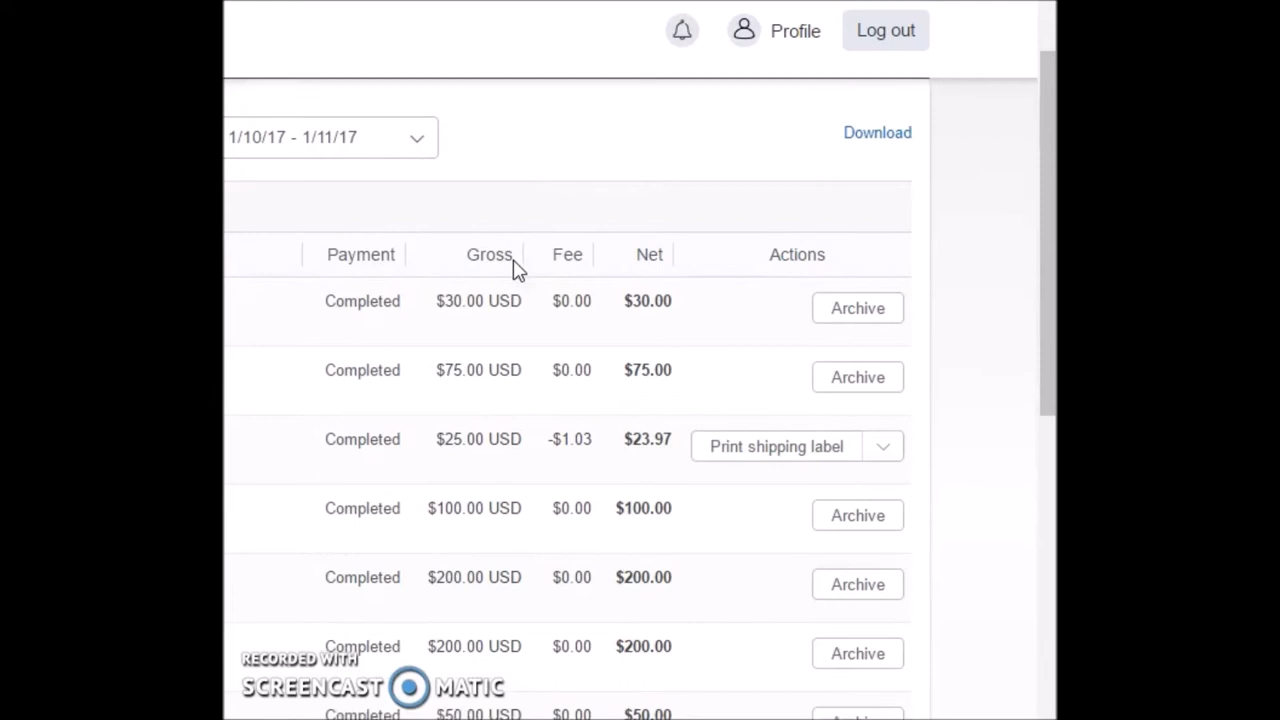 Profile Log out
1/10/17 - 1/11/17 Download
Payment Gross Fee Net Actions
Completed $30.00 USD $0.00 $30.00 Archive
Completed $75.00 USD $0.00 $75.00 Archive
Completed $25.00 USD -$1.03 $23.97 Print shipping label
Completed $100.00 USD $0.00 $100.00 Archive
Completed $200.00 USD $0.00 $200.00 Archive
Completed $200.00 USD $0.00 $200.00 Archive
RECORDED WITH
SCREENCAST MATIC
Completed $50.00 USD $0.00 $50.00